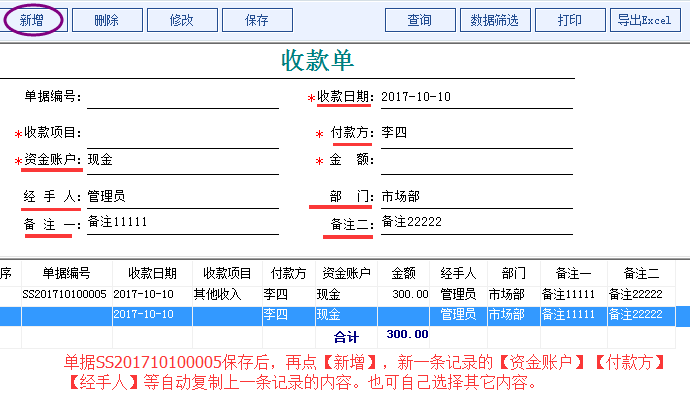 新增 删除 修改 保存 查询 数据筛选 打印 导出Excel
收款单
单据编号： *收款日期：2017-10-10
*收款项目： *付款方：李四
*资金账户：现金 *金 额：
经 手 人：管理员 部 门：市场部
备 注 一：备注11111 备注二：备注22222
序 单据编号 收款日期 收款项目 付款方 资金账户 金额 经手人 部门 备注一 备注二
SS201710100005 2017-10-10 其他收入 李四 现金 300.00 管理员 市场部 备注11111 备注22222
2017-10-10 李四 现金 管理员 市场部 备注11111 备注22222
合计 300.00
单据SS201710100005保存后，再点【新增】，新一条记录的【资金账户】【付款方】
【经手人】等自动复制上一条记录的内容。也可自己选择其它内容。